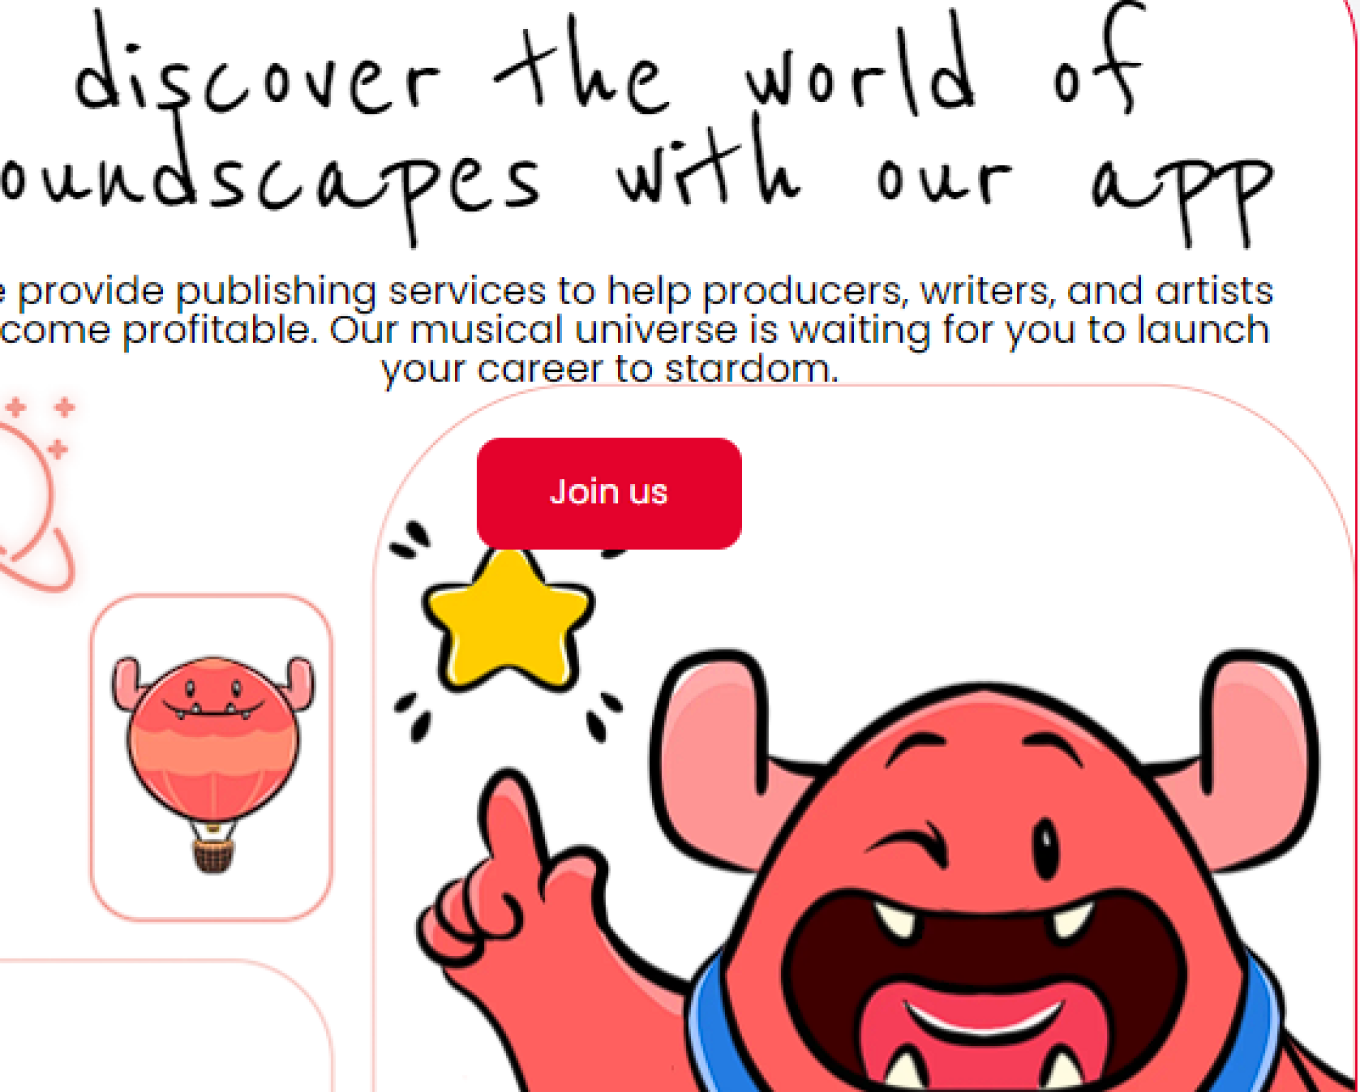 discover the world of
oundscapes with our app
e provide publishing services to help producers, writers, and artists
come profitable. Our musical universe is waiting for you to launch
your career to stardom.
Join us